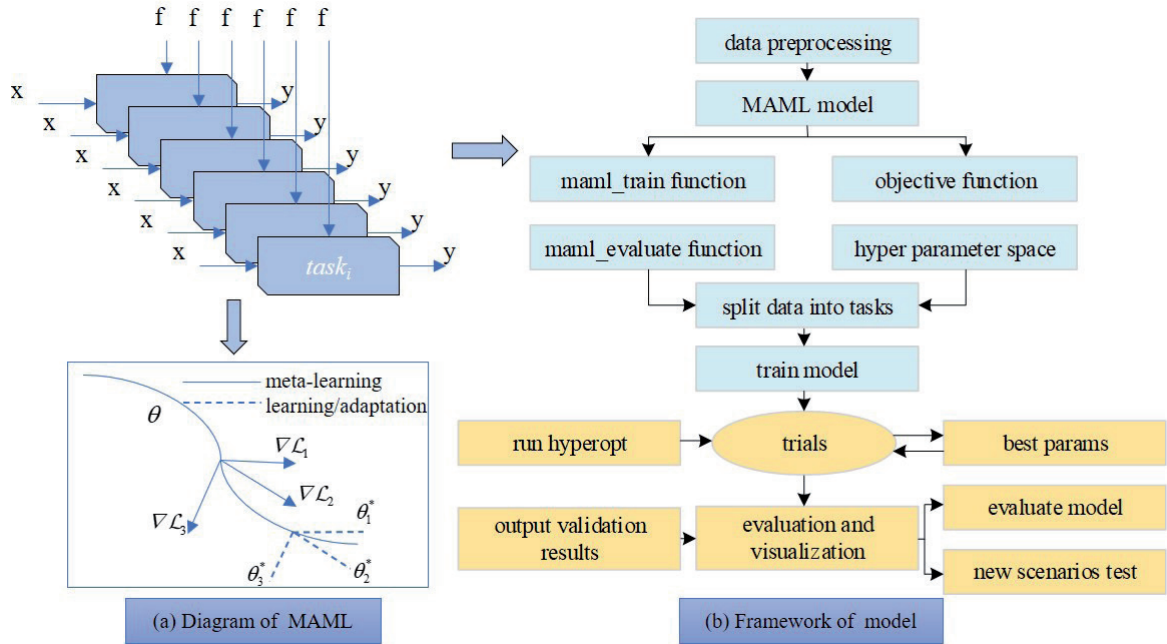 f f f f f f
x y
x y
x y
x y
x y
x y
task_i
meta-learning
learning/adaptation
θ
∇ℒ₁
∇ℒ₂
∇ℒ₃
θ₁*
θ₂*
θ₃*
(a) Diagram of MAML
data preprocessing
MAML model
maml_train function
objective function
maml_evaluate function
hyper parameter space
split data into tasks
train model
run hyperopt
trials
best params
output validation
results
evaluation and
visualization
evaluate model
new scenarios test
(b) Framework of model